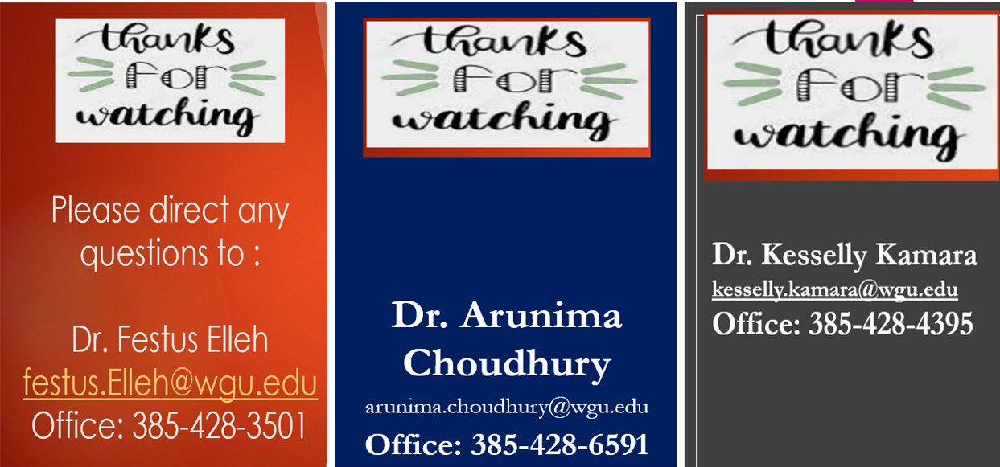 thanks
for
watching
Please direct any
questions to :
Dr. Festus Elleh
festus.Elleh@wgu.edu
Office: 385-428-3501
thanks
for
watching
Dr. Arunima
Choudhury
arunima.choudhury@wgu.edu
Office: 385-428-6591
thanks
for
watching
Dr. Kesselly Kamara
kesselly.kamara@wgu.edu
Office: 385-428-4395